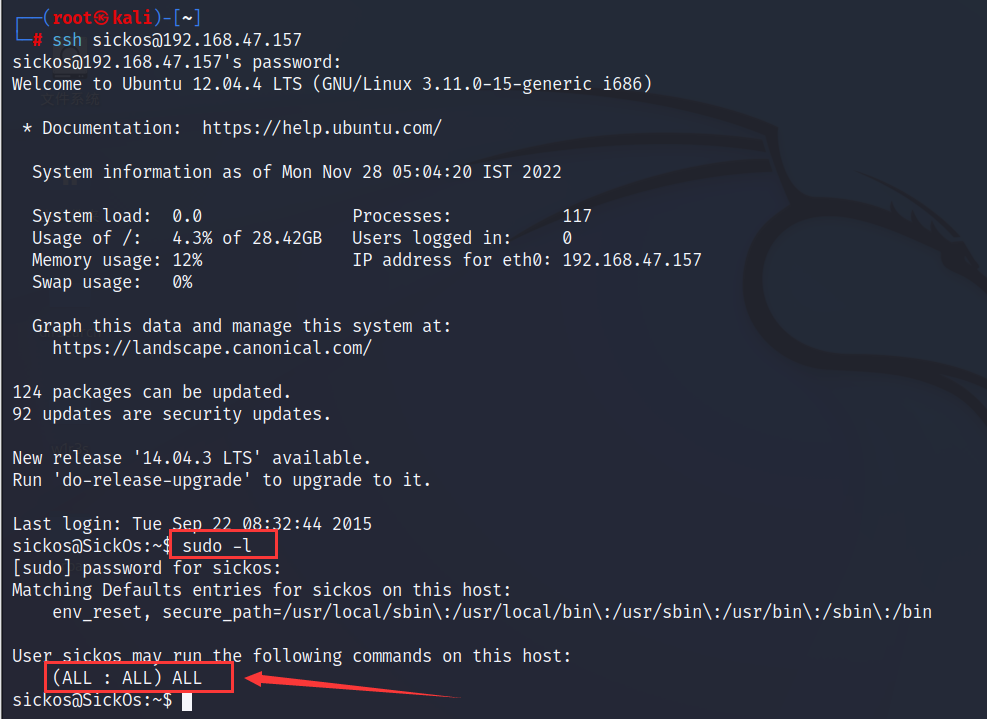 ┌──(root㉿kali)-[~]
└─# ssh sickos@192.168.47.157
sickos@192.168.47.157's password:
Welcome to Ubuntu 12.04.4 LTS (GNU/Linux 3.11.0-15-generic i686)
* Documentation:  https://help.ubuntu.com/
System information as of Mon Nov 28 05:04:20 IST 2022
System load:  0.0                Processes:           117
Usage of /:   4.3% of 28.42GB   Users logged in:     0
Memory usage: 12%               IP address for eth0: 192.168.47.157
Swap usage:   0%
Graph this data and manage this system at:
https://landscape.canonical.com/
124 packages can be updated.
92 updates are security updates.
New release '14.04.3 LTS' available.
Run 'do-release-upgrade' to upgrade to it.
Last login: Tue Sep 22 08:32:44 2015
sickos@SickOs:~$ sudo -l
[sudo] password for sickos:
Matching Defaults entries for sickos on this host:
env_reset, secure_path=/usr/local/sbin\:/usr/local/bin\:/usr/sbin\:/usr/bin\:/sbin\:/bin
User sickos may run the following commands on this host:
(ALL : ALL) ALL
sickos@SickOs:~$